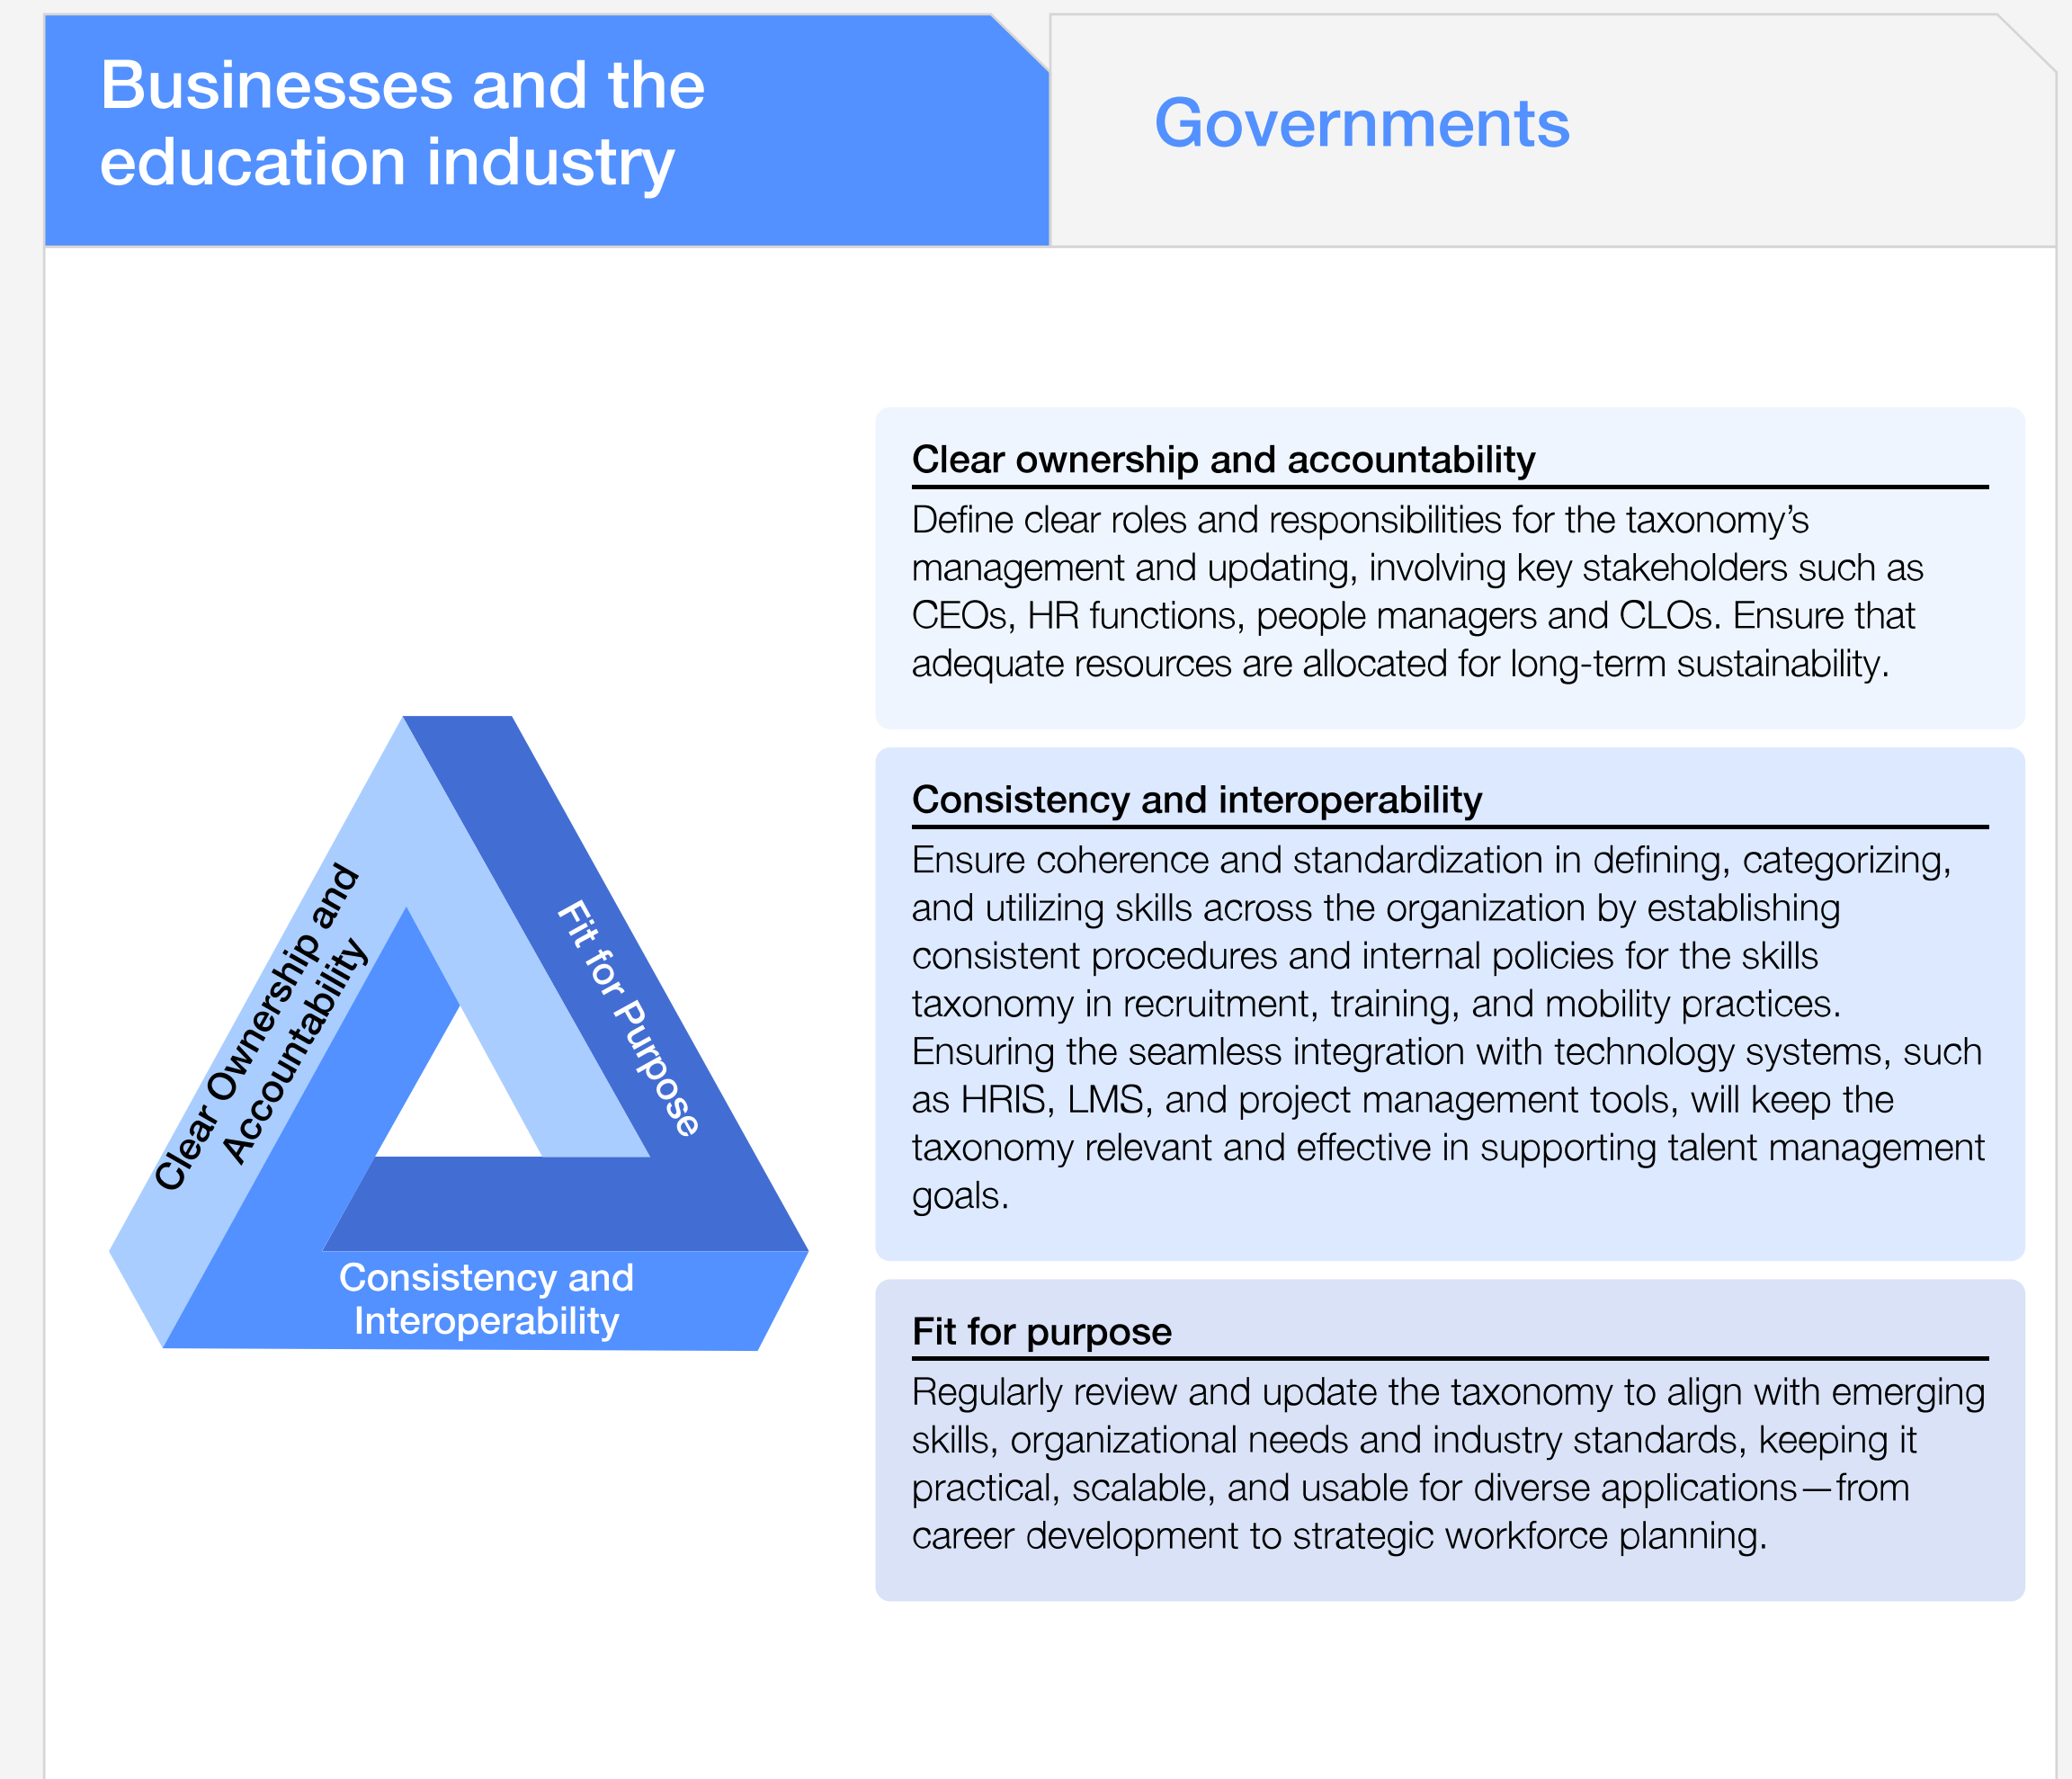 Businesses and the
education industry
Governments
Clear Ownership and
Accountability
Fit for Purpose
Consistency and
Interoperability
Clear ownership and accountability
Define clear roles and responsibilities for the taxonomy’s
management and updating, involving key stakeholders such as
CEOs, HR functions, people managers and CLOs. Ensure that
adequate resources are allocated for long-term sustainability.
Consistency and interoperability
Ensure coherence and standardization in defining, categorizing,
and utilizing skills across the organization by establishing
consistent procedures and internal policies for the skills
taxonomy in recruitment, training, and mobility practices.
Ensuring the seamless integration with technology systems, such
as HRIS, LMS, and project management tools, will keep the
taxonomy relevant and effective in supporting talent management
goals.
Fit for purpose
Regularly review and update the taxonomy to align with emerging
skills, organizational needs and industry standards, keeping it
practical, scalable, and usable for diverse applications—from
career development to strategic workforce planning.